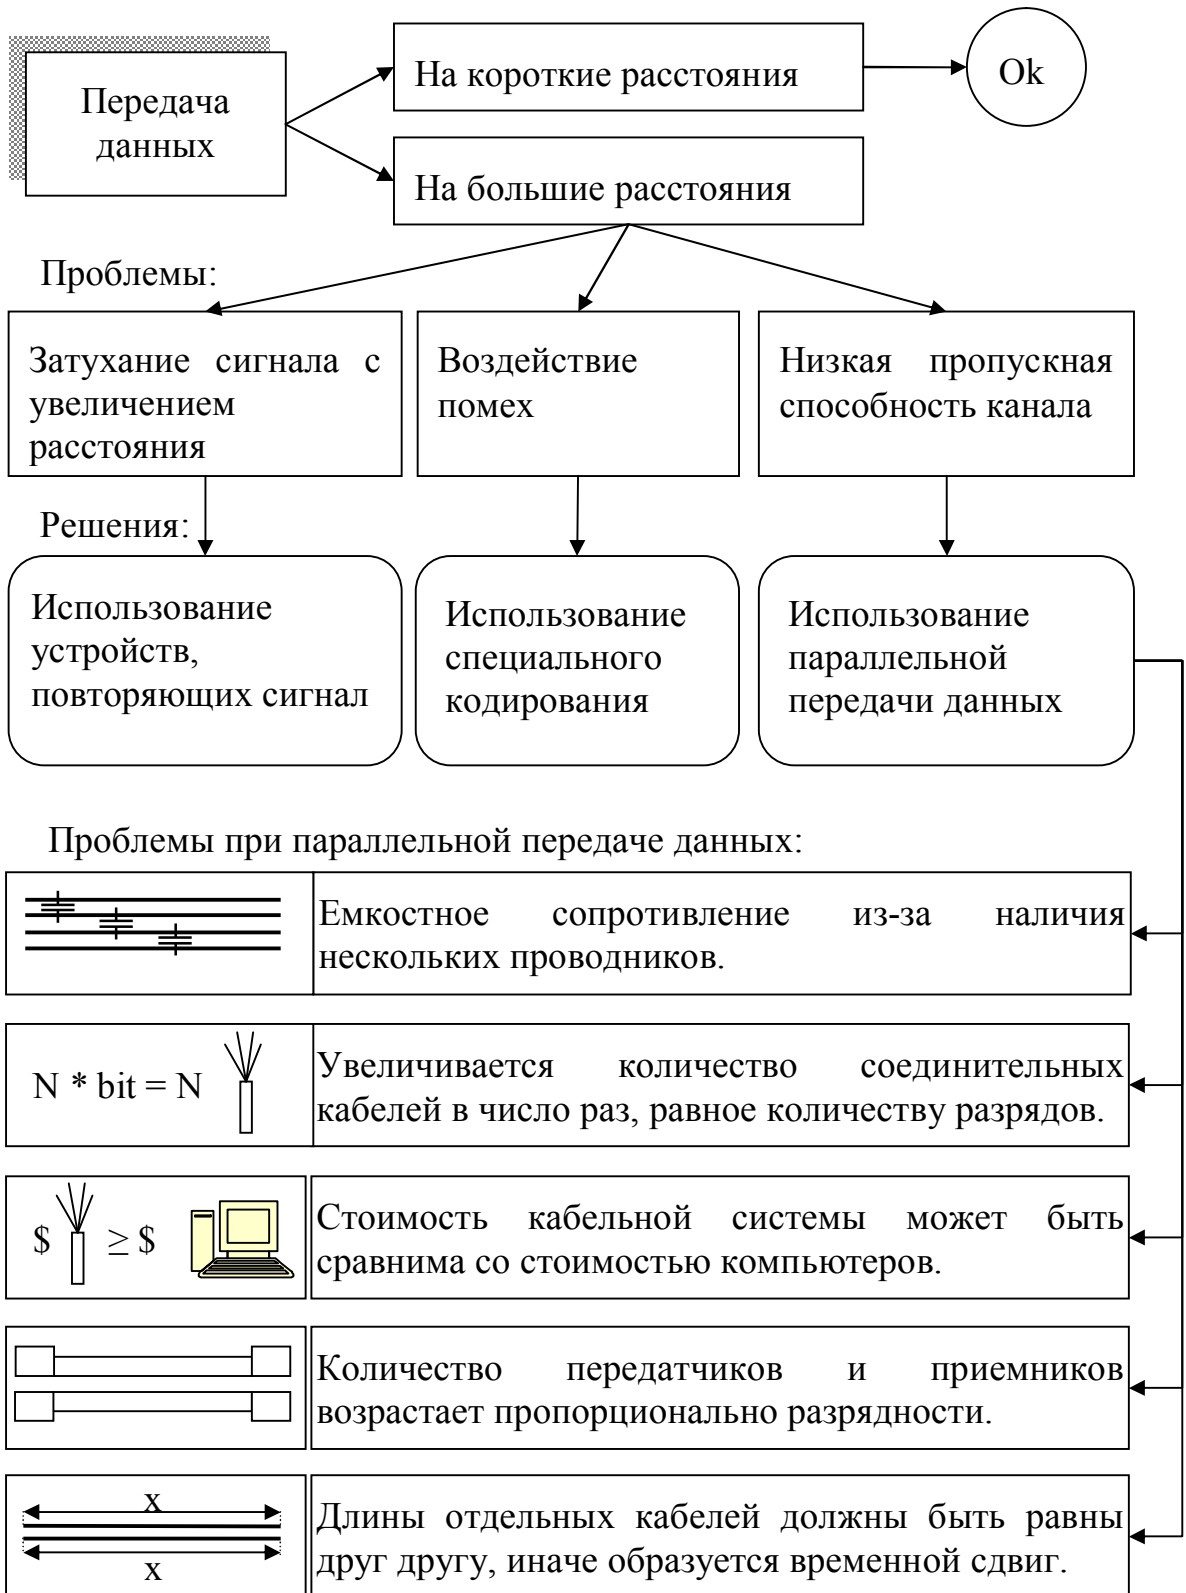 Передача
данных
На короткие расстояния
Ok
На большие расстояния
Проблемы:
Затухание сигнала с
увеличением
расстояния
Воздействие
помех
Низкая пропускная
способность канала
Решения:
Использование
устройств,
повторяющих сигнал
Использование
специального
кодирования
Использование
параллельной
передачи данных
Проблемы при параллельной передаче данных:
Емкостное сопротивление из-за наличия
нескольких проводников.
N * bit = N
Увеличивается количество соединительных
кабелей в число раз, равное количеству разрядов.
$ ≥ $
Стоимость кабельной системы может быть
сравнима со стоимостью компьютеров.
Количество передатчиков и приемников
возрастает пропорционально разрядности.
x
x
Длины отдельных кабелей должны быть равны
друг другу, иначе образуется временной сдвиг.